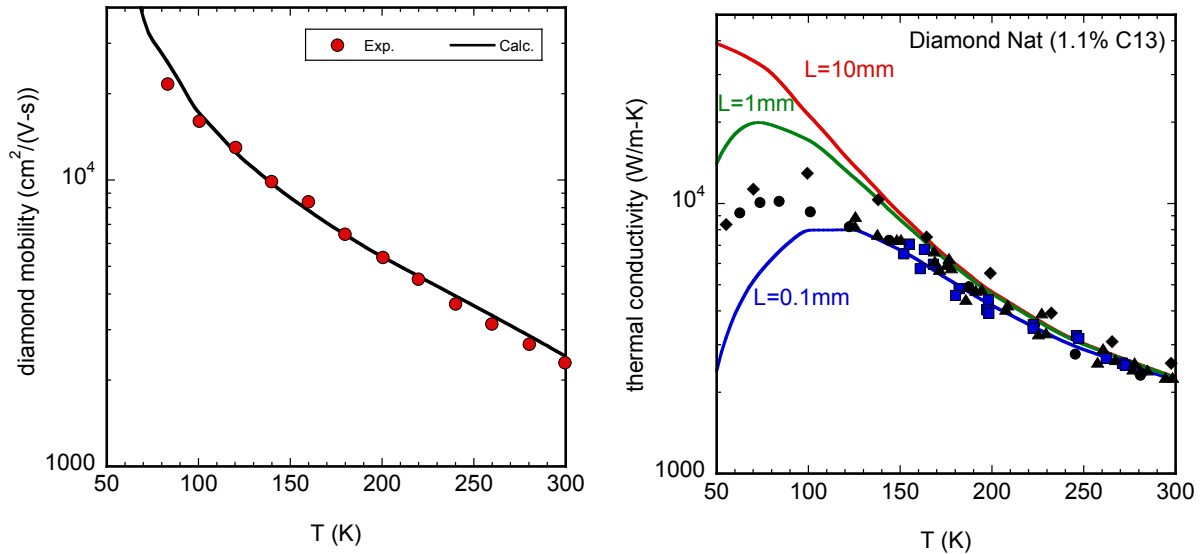 diamond mobility (cm²/(V-s))
Exp. Calc.
10⁴
1000
50 100 150 200 250 300
T (K)
thermal conductivity (W/m-K)
Diamond Nat (1.1% C13)
L=10mm
L=1mm
10⁴
L=0.1mm
1000
50 100 150 200 250 300
T (K)